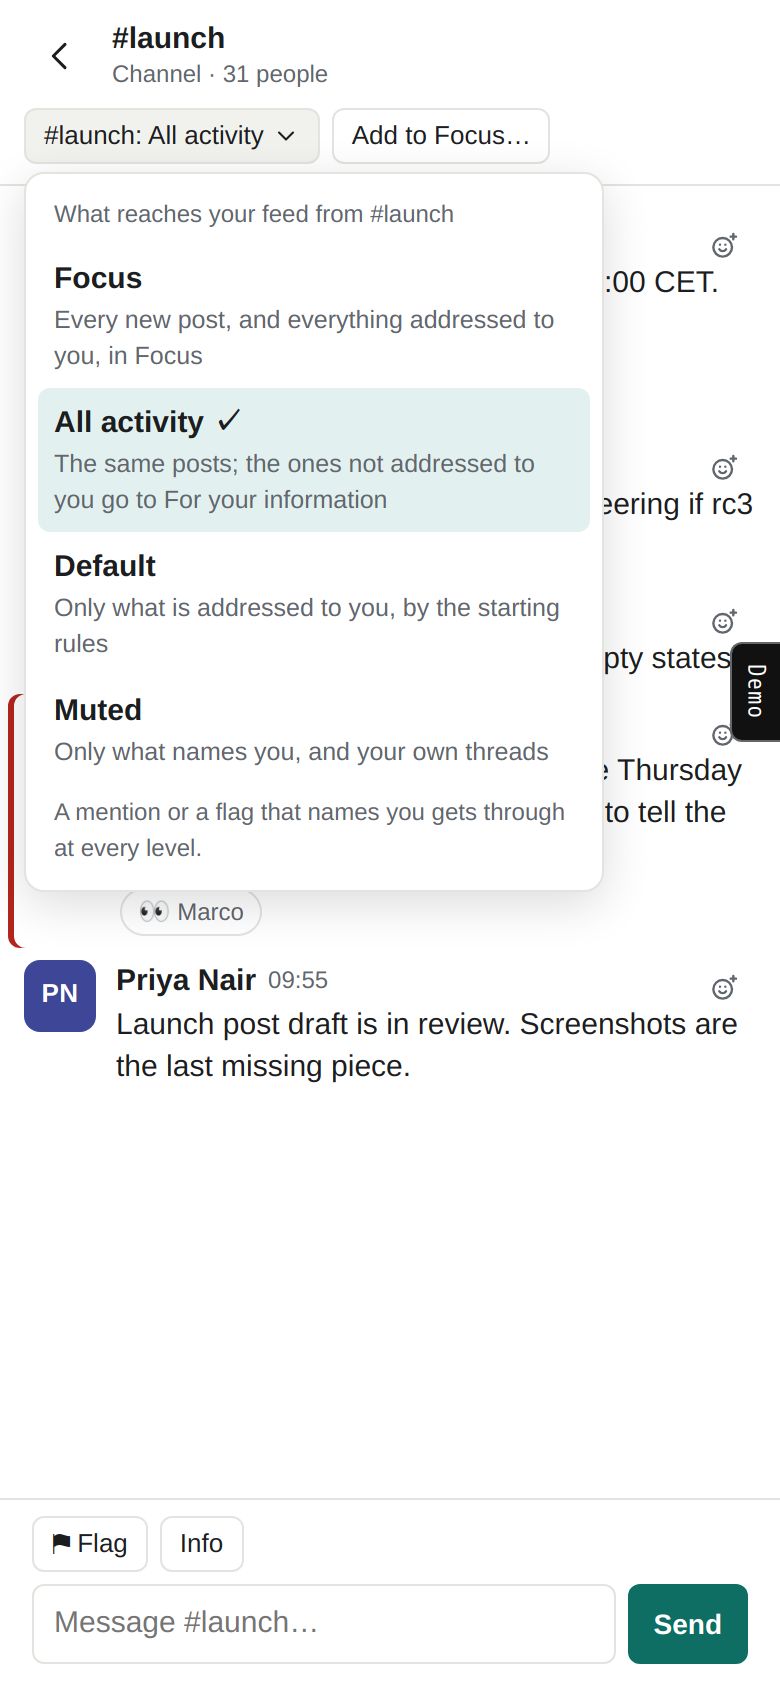 #launch
Channel · 31 people
#launch: All activity
Add to Focus…
What reaches your feed from #launch
Focus
Every new post, and everything addressed to
you, in Focus
All activity ✓
The same posts; the ones not addressed to
you go to For your information
Default
Only what is addressed to you, by the starting
rules
Muted
Only what names you, and your own threads
A mention or a flag that names you gets through
at every level.
:00 CET.
if rc3
states
Demo
Thursday
to tell the
👀 Marco
PN
Priya Nair 09:55
Launch post draft is in review. Screenshots are
the last missing piece.
Flag
Info
Message #launch…
Send